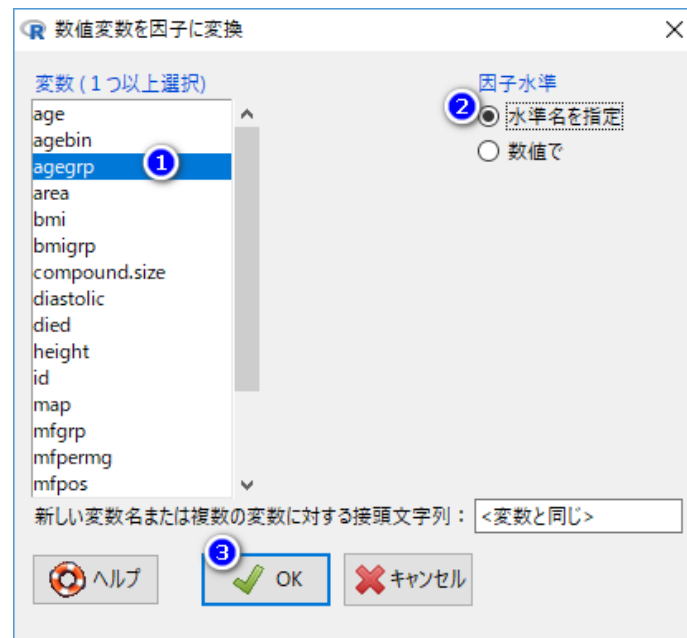 数値変数を因子に変換
変数 (1つ以上選択)
age
agebin
agegrp
area
bmi
bmigrp
compound.size
diastolic
died
height
id
map
mfgrp
mfpermg
mfpos
1
因子水準
2
水準名を指定
数値で
新しい変数名または複数の変数に対する接頭文字列： <変数と同じ>
3
ヘルプ
OK
キャンセル